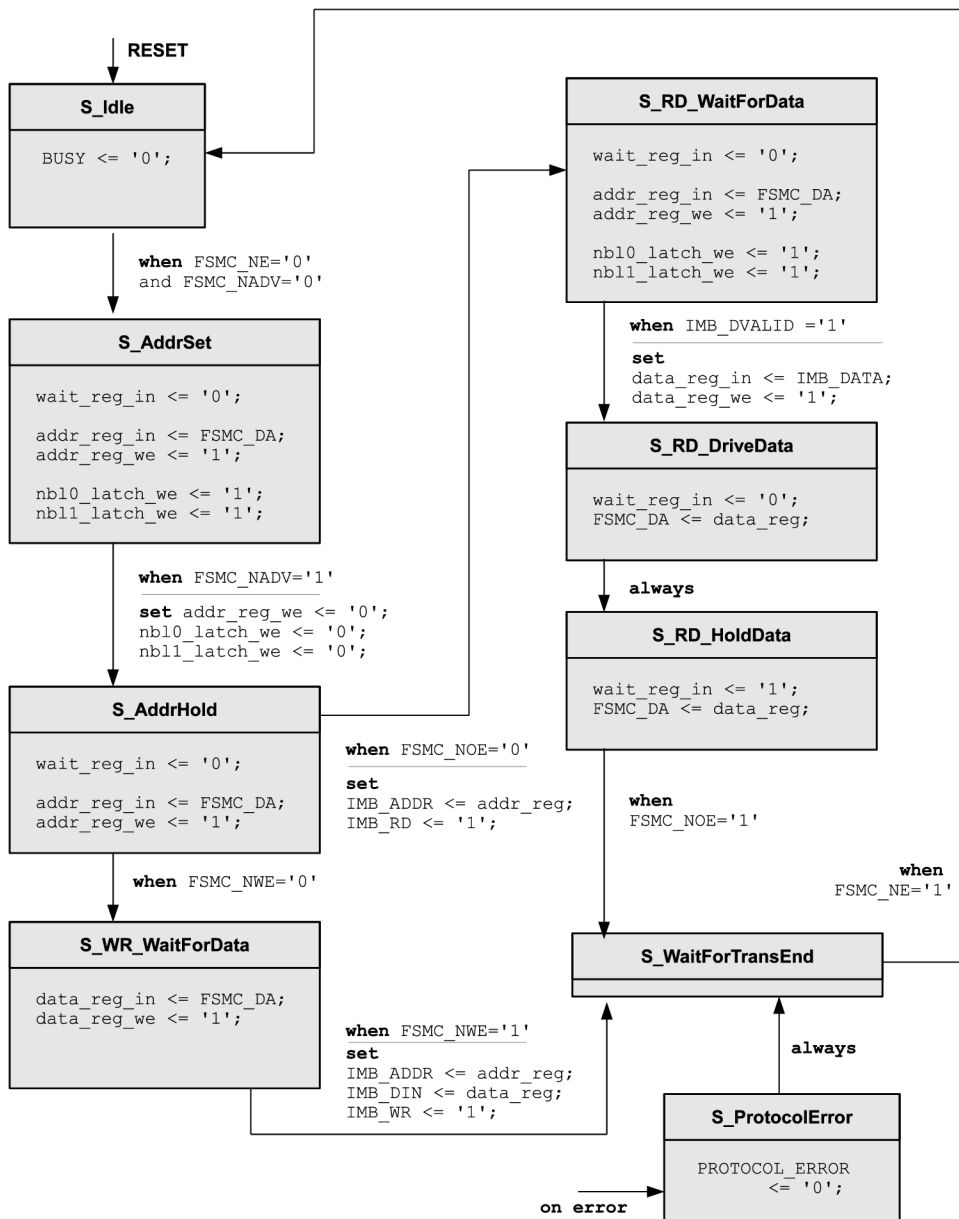 RESET
S_Idle
BUSY <= '0';
when FSMC_NE='0'
and FSMC_NADV='0'
S_AddrSet
wait_reg_in <= '0';
addr_reg_in <= FSMC_DA;
addr_reg_we <= '1';
nbl0_latch_we <= '1';
nbl1_latch_we <= '1';
when FSMC_NADV='1'
set addr_reg_we <= '0';
nbl0_latch_we <= '0';
nbl1_latch_we <= '0';
S_AddrHold
wait_reg_in <= '0';
addr_reg_in <= FSMC_DA;
addr_reg_we <= '1';
when FSMC_NWE='0'
S_WR_WaitForData
data_reg_in <= FSMC_DA;
data_reg_we <= '1';
when FSMC_NOE='0'
set
IMB_ADDR <= addr_reg;
IMB_RD <= '1';
when FSMC_NWE='1'
set
IMB_ADDR <= addr_reg;
IMB_DIN <= data_reg;
IMB_WR <= '1';
S_RD_WaitForData
wait_reg_in <= '0';
addr_reg_in <= FSMC_DA;
addr_reg_we <= '1';
nbl0_latch_we <= '1';
nbl1_latch_we <= '1';
when IMB_DVALID ='1'
set
data_reg_in <= IMB_DATA;
data_reg_we <= '1';
S_RD_DriveData
wait_reg_in <= '0';
FSMC_DA <= data_reg;
always
S_RD_HoldData
wait_reg_in <= '1';
FSMC_DA <= data_reg;
when
FSMC_NOE='1'
when
FSMC_NE='1'
S_WaitForTransEnd
always
S_ProtocolError
PROTOCOL_ERROR
<= '0';
on error